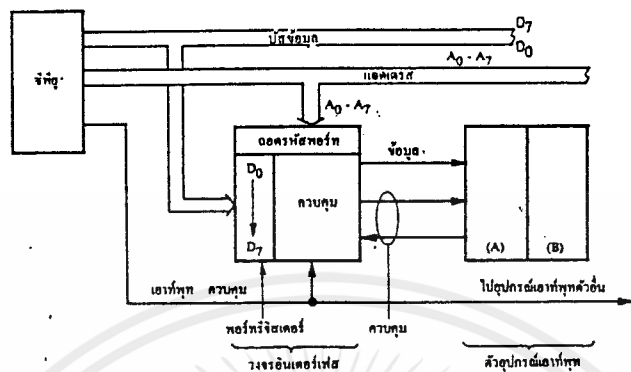 ซีพียู
บัสข้อมูล
D7
D0
A0 - A7
แอดเดรส
A0 - A7
ถอดรหัสพอร์ท
D0
D7
ควบคุม
ข้อมูล
(A)
(B)
เอาท์พุท ควบคุม
ไปอุปกรณ์เอาท์พุทตัวอื่น
พอร์ทรีจิสเตอร์
ควบคุม
วงจรอินเตอร์เฟส
ตัวอุปกรณ์เอาท์พุท